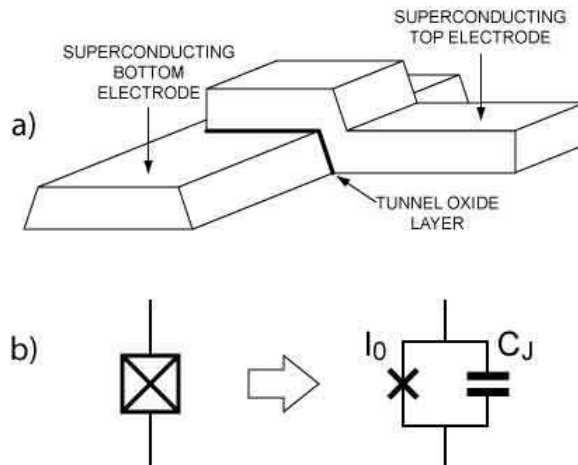 SUPERCONDUCTING
BOTTOM
ELECTRODE
SUPERCONDUCTING
TOP ELECTRODE
a)
TUNNEL OXIDE
LAYER
b)
I0
CJ